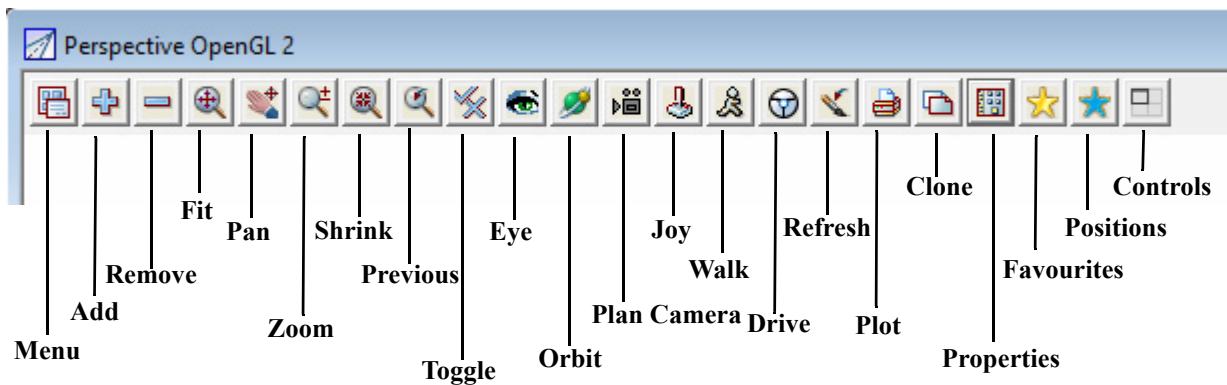 Perspective OpenGL 2
Clone
Controls
Fit
Pan
Shrink
Eye
Joy
Refresh
Positions
Remove
Previous
Walk
Favourites
Add
Zoom
Plan Camera
Drive
Plot
Menu
Toggle
Orbit
Properties